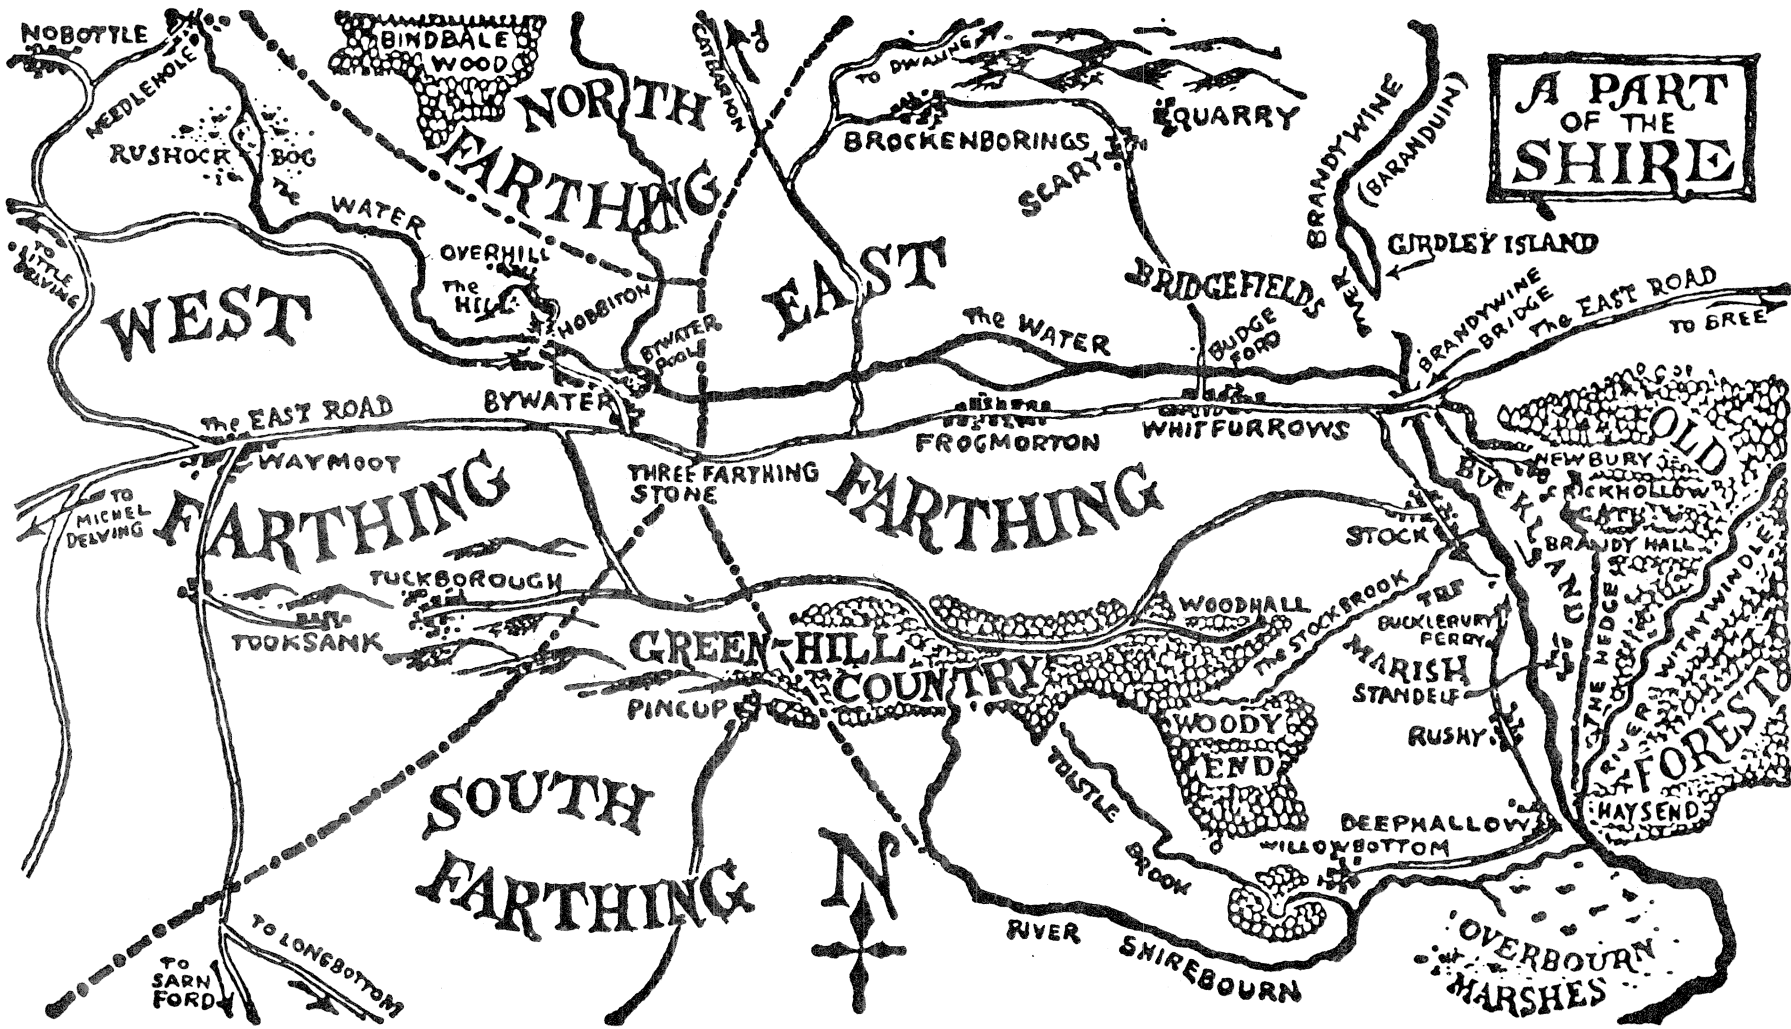 NOBOTTLE
NEEDLEHOLE
BINDBALE
WOOD
NORTH
FARTHING
RUSHOCK BOG
The WATER
TO
LITTLE
DELVING
OVERHILL
The
HILL
HOBBITON
BYWATER
POOL
BYWATER
WEST
FARTHING
The EAST ROAD
WAYMOOT
TO
MICHEL
DELVING
TUCKBOROUGH
TOOKSANK
THREE FARTHING
STONE
TO DWALING
BROCKENBORINGS
QUARRY
SCARY
EAST
FARTHING
BRIDGEFIELDS
BUDGE
FORD
The WATER
FROGMORTON
WHITFURROWS
BRANDYWINE
(BARANDUIN)
RIVER
GIRDLEY ISLAND
A PART
OF THE
SHIRE
BRANDYWINE
BRIDGE
The EAST ROAD
TO BREE
OLD
FOREST
NEWBURY
CRICKHOLLOW
BRANDY HALL
BUCKLAND
STOCK
THE
MARISH
BUCKLEBURY
FERRY
STANDELF
RUSHY
THE HEDGE
RIVER WITHYWINDLE
HAYSEND
WOODHALL
The STOCKBROOK
GREEN-HILL
COUNTRY
PINCUP
WOODY
END
TO
SARN
FORD
TO LONGBOTTOM
SOUTH
FARTHING
N
THISTLE
BROOK
DEEPHALLOW
WILLOWBOTTOM
RIVER SHIREBOURN
OVERBOURN
MARSHES